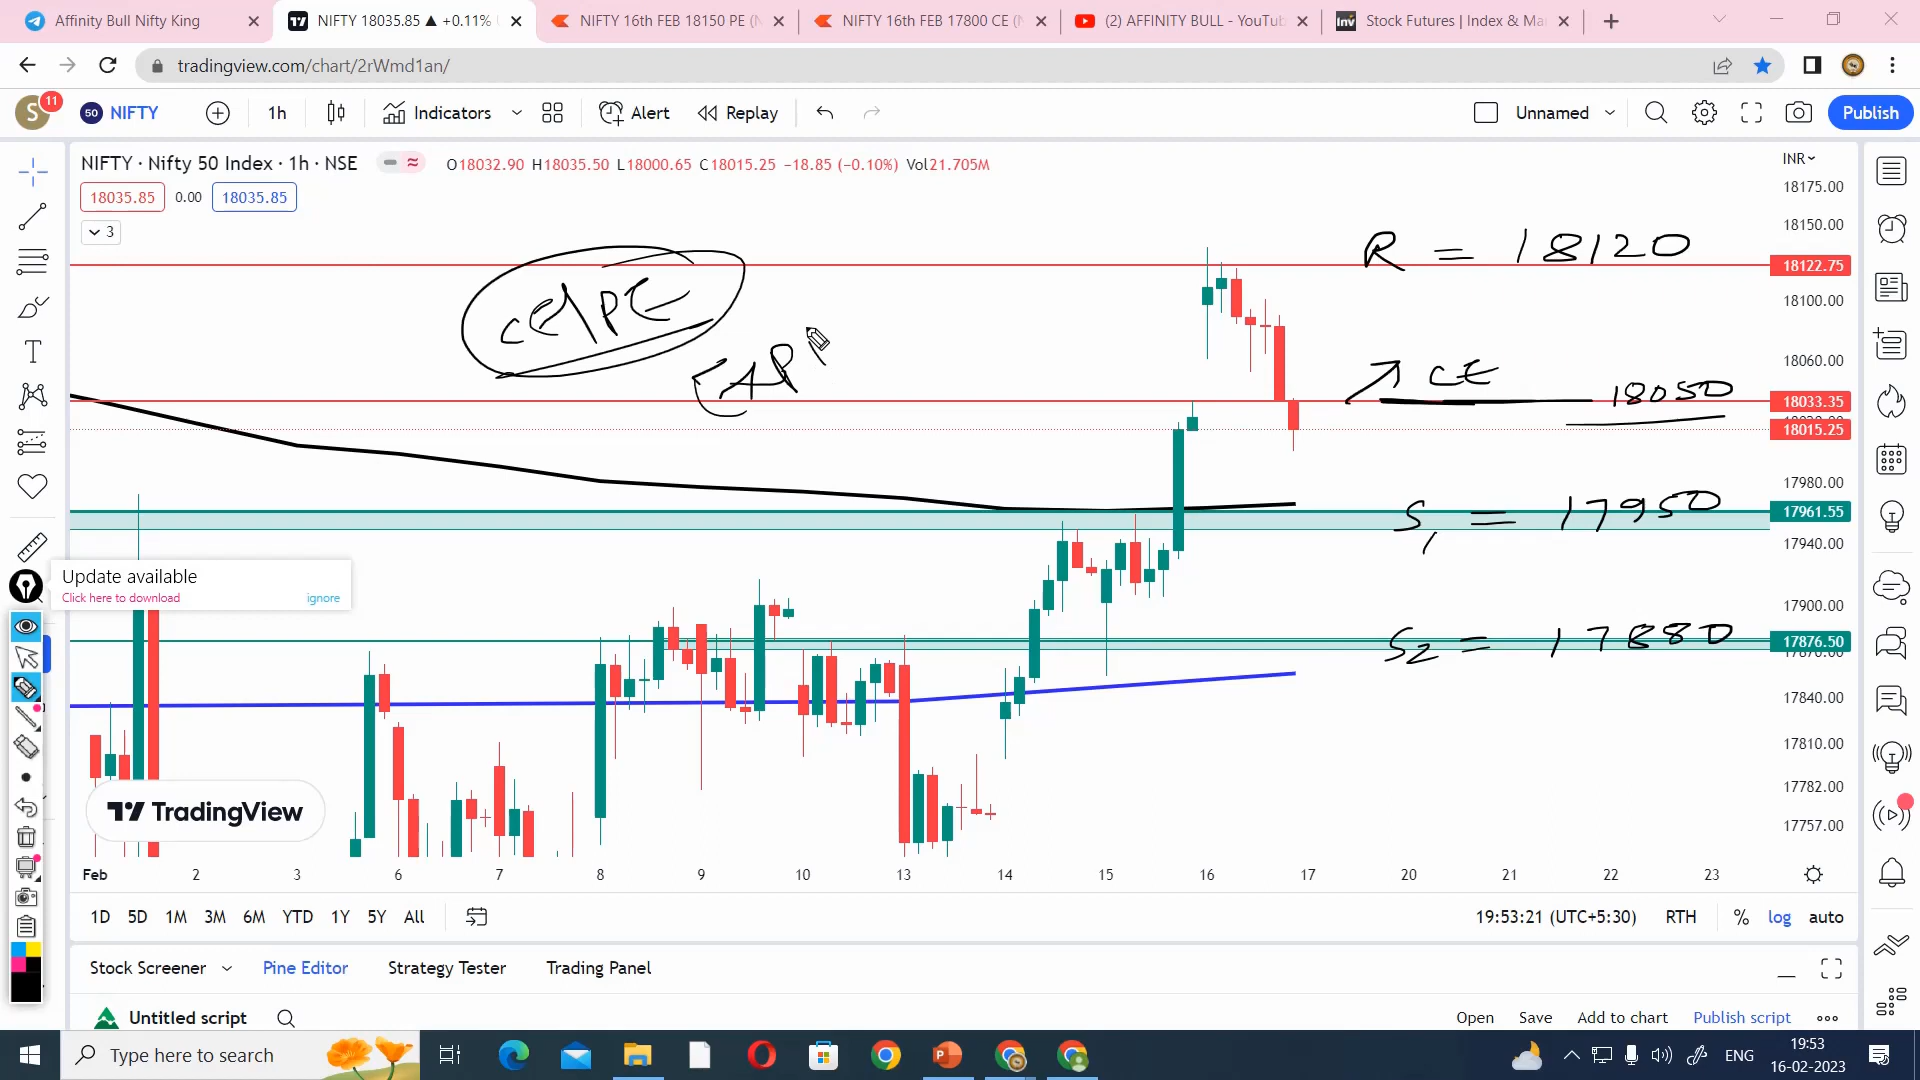 Affinity Bull Nifty King
NIFTY 18035.85 ▲ +0.11%
NIFTY 16th FEB 18150 PE (N
NIFTY 16th FEB 17800 CE (N
(2) AFFINITY BULL - YouTub
Stock Futures | Index & Ma
tradingview.com/chart/2rWmd1an/
S 11
50 NIFTY
1h
Indicators
Alert
Replay
Unnamed
Publish
NIFTY · Nifty 50 Index · 1h · NSE
O18032.90 H18035.50 L18000.65 C18015.25 −18.85 (−0.10%) Vol21.705M
INR
18035.85 0.00 18035.85
3
18175.00
18150.00
R = 18120
18122.75
18100.00
CE/PE
18060.00
CE
18050
18033.35
18015.25
17980.00
S1 = 17950
17961.55
17940.00
Update available
Click here to download ignore
17900.00
S2 = 17880
17876.50
17840.00
17810.00
17782.00
17757.00
TradingView
Feb 2 3 6 7 8 9 10 13 14 15 16 17 20 21 22 23
1D 5D 1M 3M 6M YTD 1Y 5Y All
19:53:21 (UTC+5:30) RTH % log auto
Stock Screener Pine Editor Strategy Tester Trading Panel
Untitled script
Open Save Add to chart Publish script
Type here to search
ENG
19:53
16-02-2023